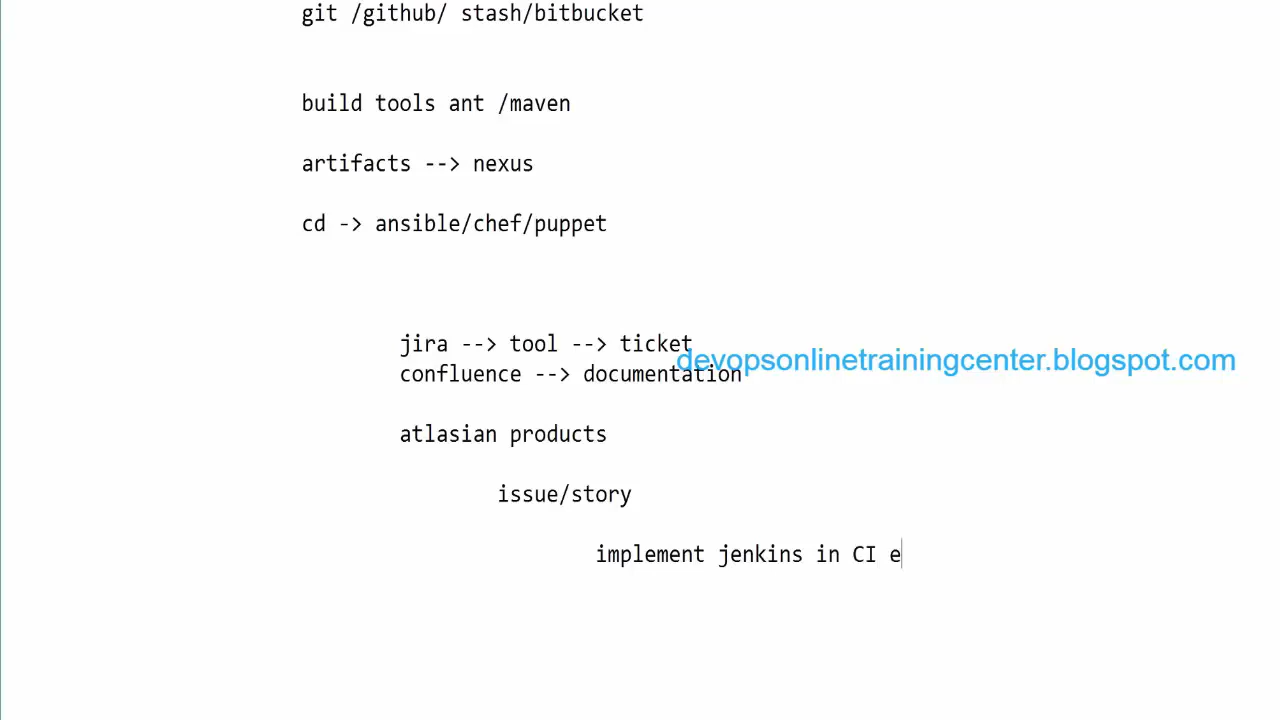 git /github/ stash/bitbucket
build tools ant /maven
artifacts --> nexus
cd -> ansible/chef/puppet
jira --> tool --> ticket
devopsonlinetrainingcenter.blogspot.com
confluence --> documentation
atlasian products
issue/story
implement jenkins in CI e